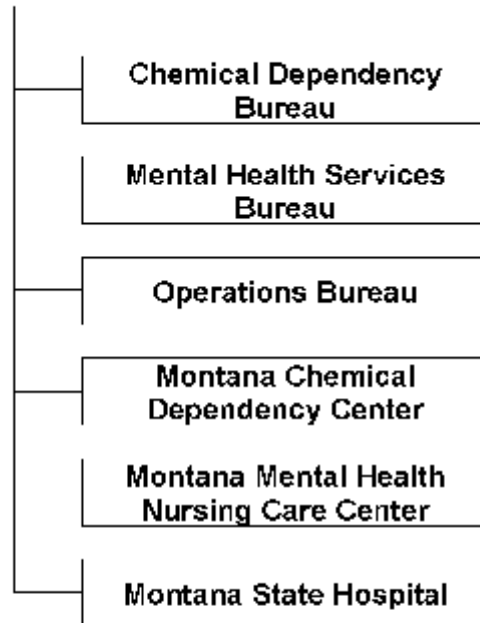 Chemical Dependency
Bureau
Mental Health Services
Bureau
Operations Bureau
Montana Chemical
Dependency Center
Montana Mental Health
Nursing Care Center
Montana State Hospital